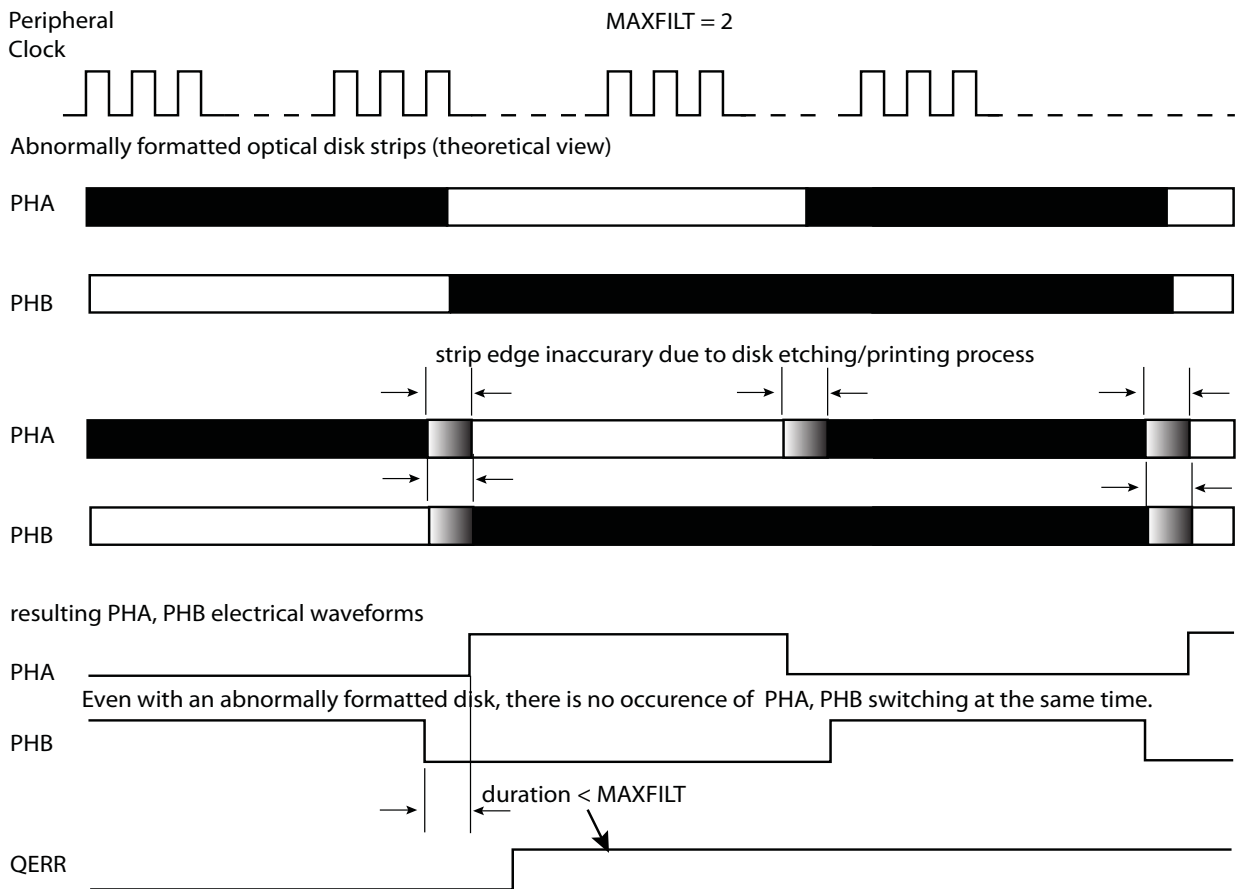 Peripheral
Clock
MAXFILT = 2
Abnormally formatted optical disk strips (theoretical view)
PHA
PHB
strip edge inaccurary due to disk etching/printing process
PHA
PHB
resulting PHA, PHB electrical waveforms
PHA
Even with an abnormally formatted disk, there is no occurence of PHA, PHB switching at the same time.
PHB
duration < MAXFILT
QERR